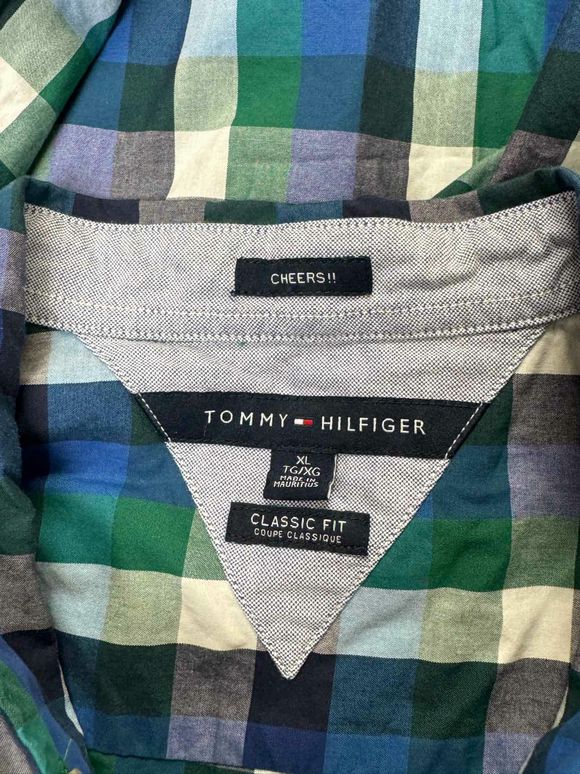 CHEERS!!
TOMMY HILFIGER
XL
TG/XG
MADE IN
MAURITIUS
CLASSIC FIT
COUPE CLASSIQUE